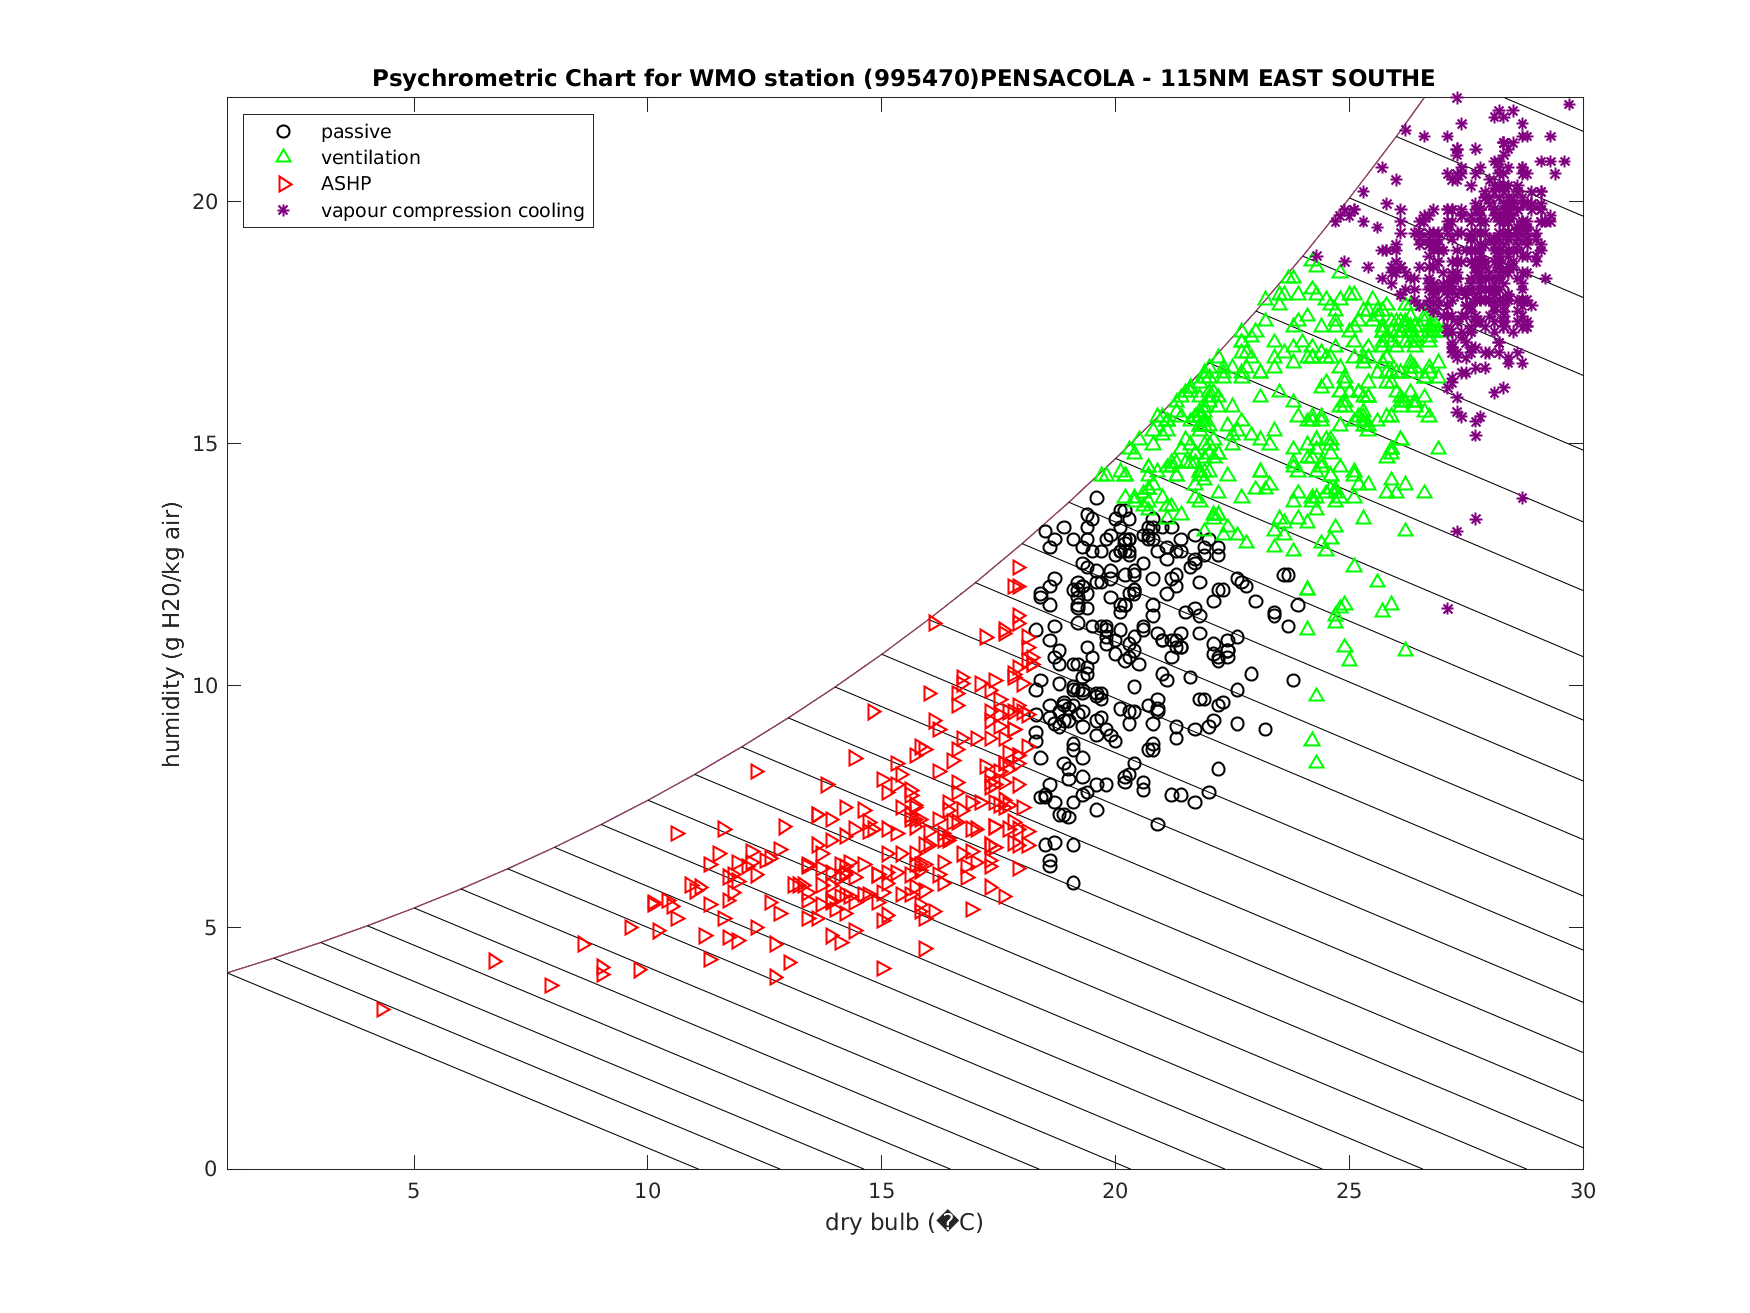 Psychrometric Chart for WMO station (995470)PENSACOLA - 115NM EAST SOUTHE
passive
ventilation
ASHP
vapour compression cooling
humidity (g H20/kg air)
20
15
10
5
0
5
10
15
20
25
30
dry bulb (�C)